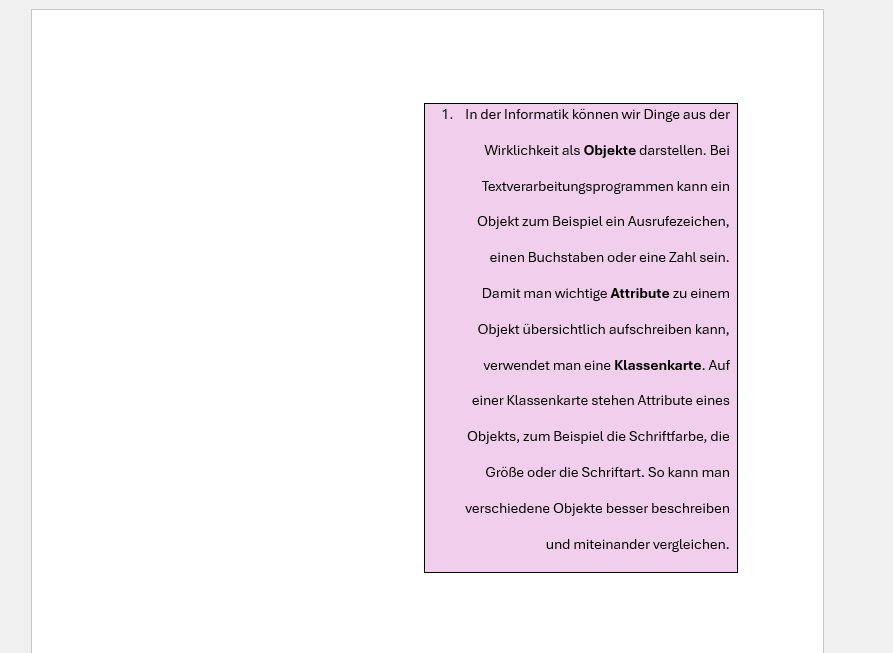 1. In der Informatik können wir Dinge aus der
Wirklichkeit als Objekte darstellen. Bei
Textverarbeitungsprogrammen kann ein
Objekt zum Beispiel ein Ausrufezeichen,
einen Buchstaben oder eine Zahl sein.
Damit man wichtige Attribute zu einem
Objekt übersichtlich aufschreiben kann,
verwendet man eine Klassenkarte. Auf
einer Klassenkarte stehen Attribute eines
Objekts, zum Beispiel die Schriftfarbe, die
Größe oder die Schriftart. So kann man
verschiedene Objekte besser beschreiben
und miteinander vergleichen.